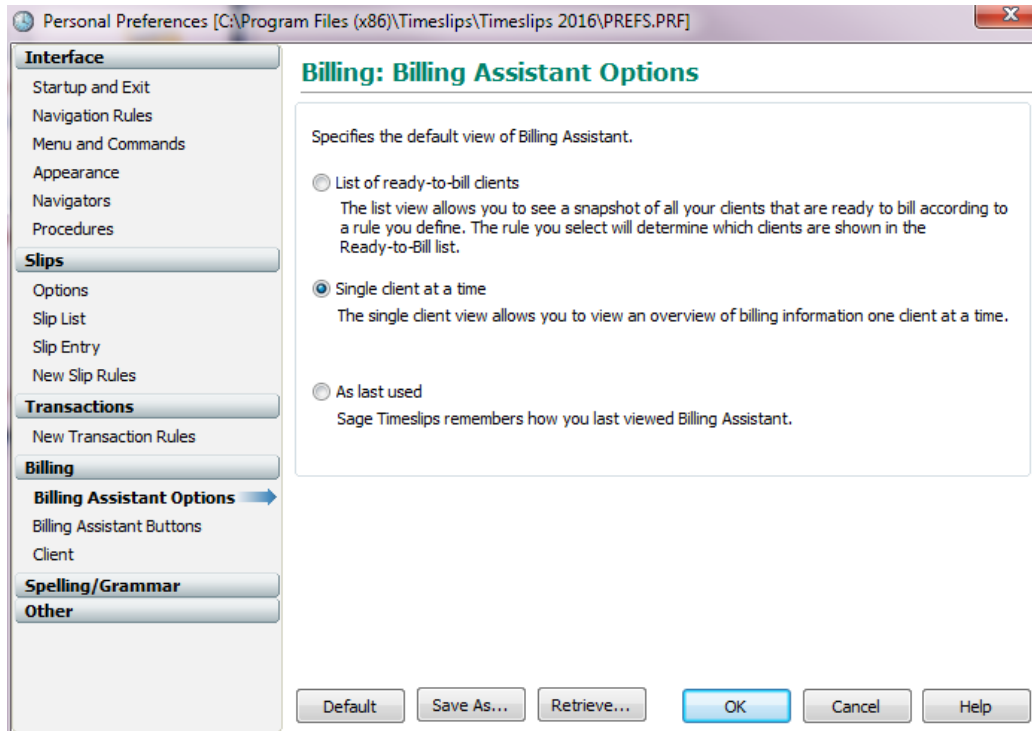 Personal Preferences [C:\Program Files (x86)\Timeslips\Timeslips 2016\PREFS.PRF]
Interface
Startup and Exit
Navigation Rules
Menu and Commands
Appearance
Navigators
Procedures
Slips
Options
Slip List
Slip Entry
New Slip Rules
Transactions
New Transaction Rules
Billing
Billing Assistant Options
Billing Assistant Buttons
Client
Spelling/Grammar
Other
Billing: Billing Assistant Options
Specifies the default view of Billing Assistant.
List of ready-to-bill clients
The list view allows you to see a snapshot of all your clients that are ready to bill according to
a rule you define. The rule you select will determine which clients are shown in the
Ready-to-Bill list.
Single client at a time
The single client view allows you to view an overview of billing information one client at a time.
As last used
Sage Timeslips remembers how you last viewed Billing Assistant.
Default
Save As...
Retrieve...
OK
Cancel
Help